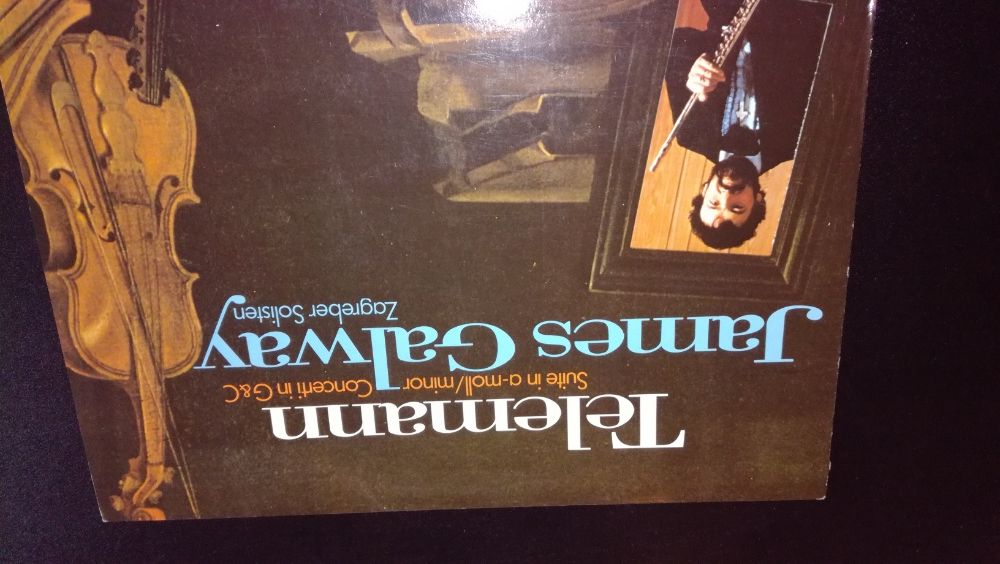 Telemann
Suite in a-moll/minor Concerti in G&C
James Galway
Zagreber Solisten